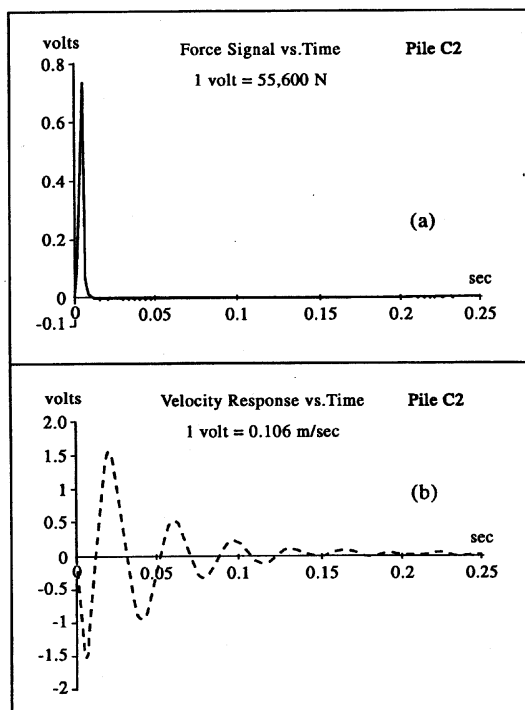 volts
Force Signal vs.Time Pile C2
1 volt = 55,600 N
0.8
0.6
0.4
0.2
0
-0.1
(a)
sec
0 0.05 0.1 0.15 0.2 0.25
volts
Velocity Response vs.Time Pile C2
1 volt = 0.106 m/sec
2.0
1.5
1.0
0.5
0
-0.5
-1.0
-1.5
-2
(b)
sec
0 0.05 0.1 0.15 0.2 0.25